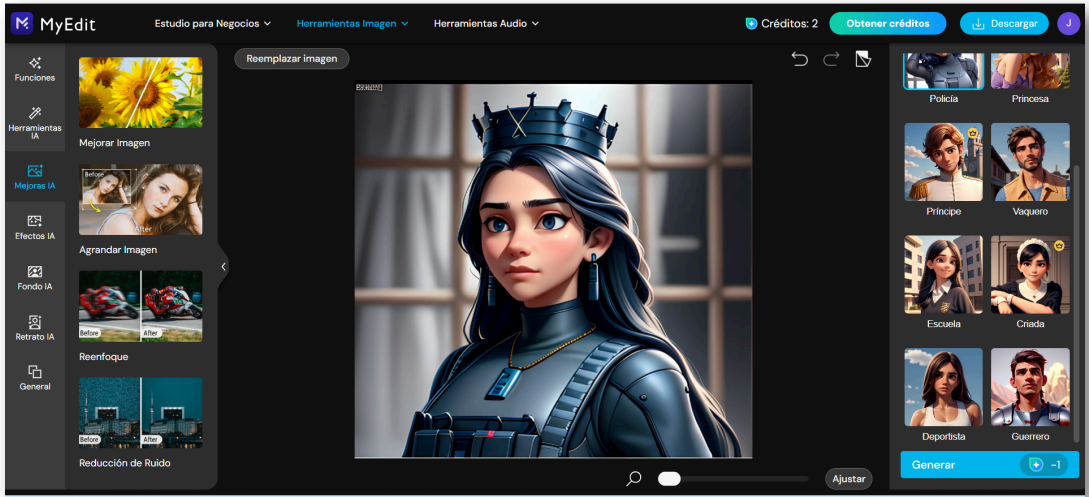 MyEdit
Estudio para Negocios
Herramientas Imagen
Herramientas Audio
Créditos: 2
Obtener créditos
Descargar
J
Funciones
Herramientas
IA
Mejoras IA
Efectos IA
Fondo IA
Retrato IA
General
Mejorar Imagen
Before
After
Agrandar Imagen
Before
After
Reenfoque
Before
After
Reducción de Ruido
Reemplazar imagen
Ajustar
Policía
Princesa
Príncipe
Vaquero
Escuela
Criada
Deportista
Guerrero
Generar
-1